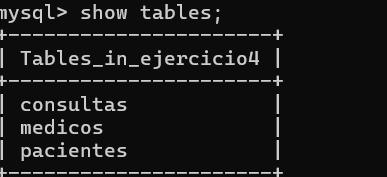 mysql> show tables;
+---------------------+
| Tables_in_ejercicio4 |
+---------------------+
| consultas |
| medicos |
| pacientes |
+---------------------+